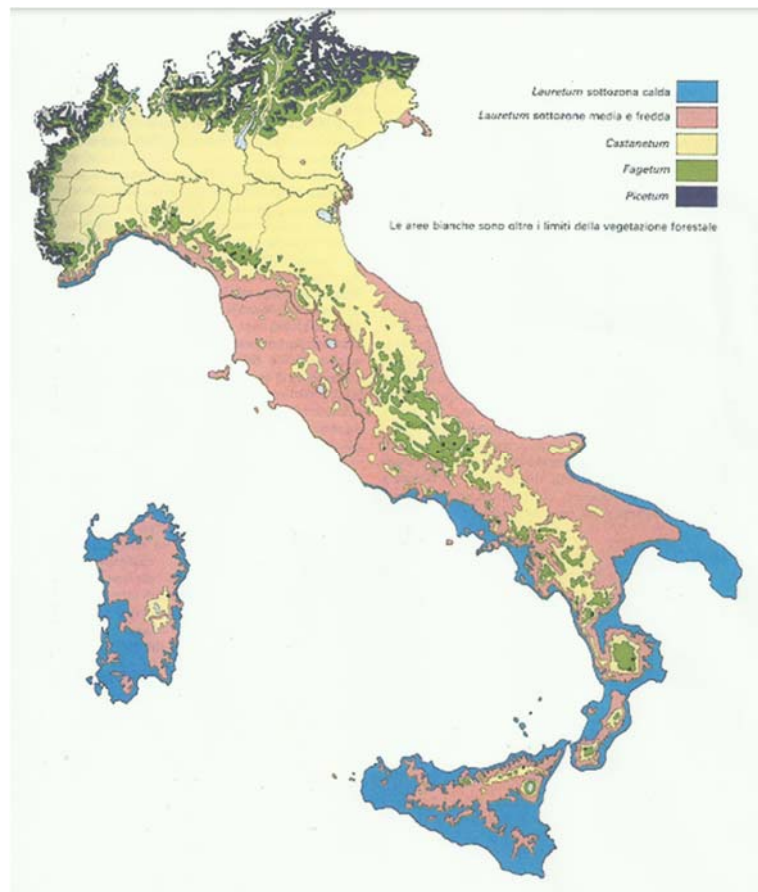 Lauretum sottozona calda
Lauretum sottozone media e fredda
Castanetum
Fagetum
Picetum
Le aree bianche sono oltre i limiti della vegetazione forestale